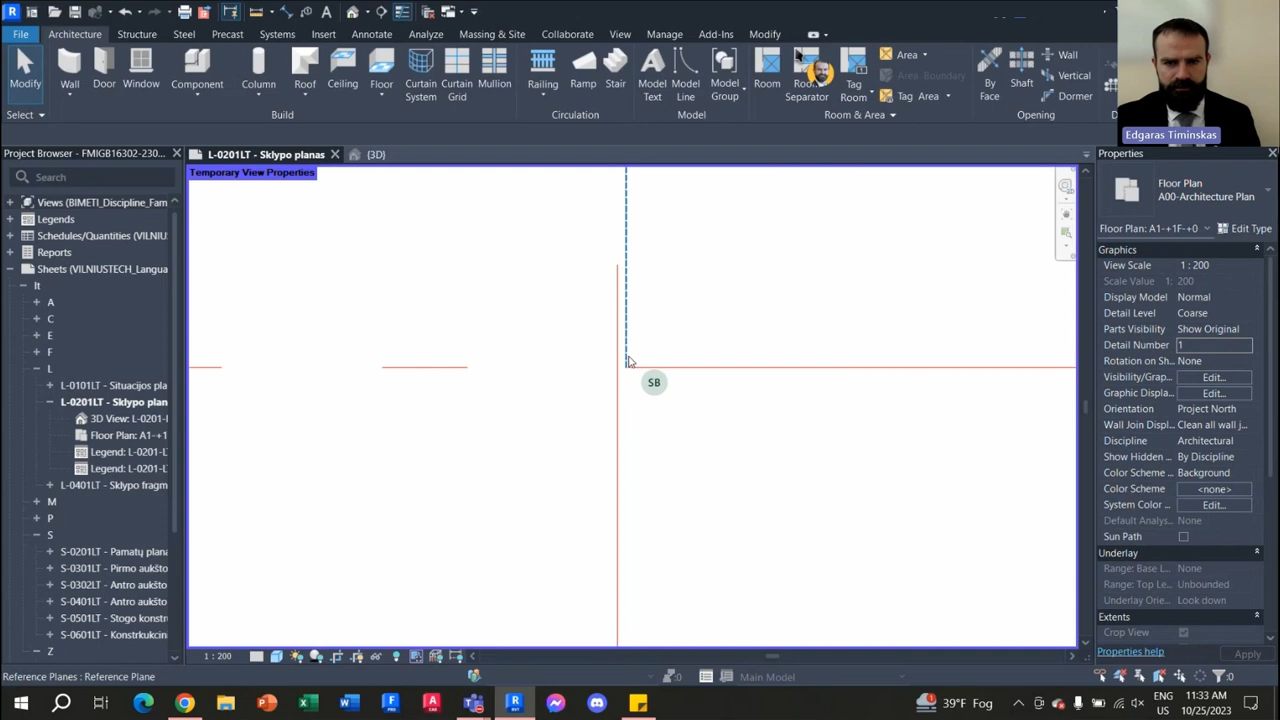 File Architecture Structure Steel Precast Systems Insert Annotate Analyze Massing & Site Collaborate View Manage Add-Ins Modify
Modify Wall Door Window Component Column Roof Ceiling Floor Curtain System Curtain Grid Mullion Railing Ramp Stair Model Text Model Line Model Group Room Room Separator Tag Room Area Area Boundary Tag Area By Face Shaft Wall Vertical Dormer
Select Build Circulation Model Room & Area Opening
Edgaras Timinskas
Project Browser - FMIGB16302-230...
L-0201LT - Sklypo planas
{3D}
Properties
Search
Temporary View Properties
Views (BIMETI_Discipline_Fam
Legends
Schedules/Quantities (VILNIU
Reports
Sheets (VILNIUSTECH_Langua
lt
A
C
E
F
L
L-0101LT - Situacijos pla
L-0201LT - Sklypo plan
3D View: L-0201-L
Floor Plan: A1-+1
Legend: L-0201-L
Legend: L-0201-L
L-0401LT - Sklypo fragm
M
P
S
S-0201LT - Pamatų plana
S-0301LT - Pirmo aukšto
S-0302LT - Antro aukšto
S-0401LT - Antro aukšto
S-0501LT - Stogo konstr
S-0601LT - Konstrkukcini
Z
SB
Floor Plan
A00-Architecture Plan
Floor Plan: A1-+1F-+0 Edit Type
Graphics
View Scale 1 : 200
Scale Value 1: 200
Display Model Normal
Detail Level Coarse
Parts Visibility Show Original
Detail Number 1
Rotation on Sh... None
Visibility/Grap... Edit...
Graphic Displa... Edit...
Orientation Project North
Wall Join Displ... Clean all wall j...
Discipline Architectural
Show Hidden ... By Discipline
Color Scheme ... Background
Color Scheme <none>
System Color ... Edit...
Default Analys... None
Sun Path
Underlay
Range: Base L... None
Range: Top Le... Unbounded
Underlay Orie... Look down
Extents
Crop View
Properties help Apply
1 : 200
Reference Planes : Reference Plane
:0
Main Model
:0
39°F Fog
ENG
US
11:33 AM
10/25/2023